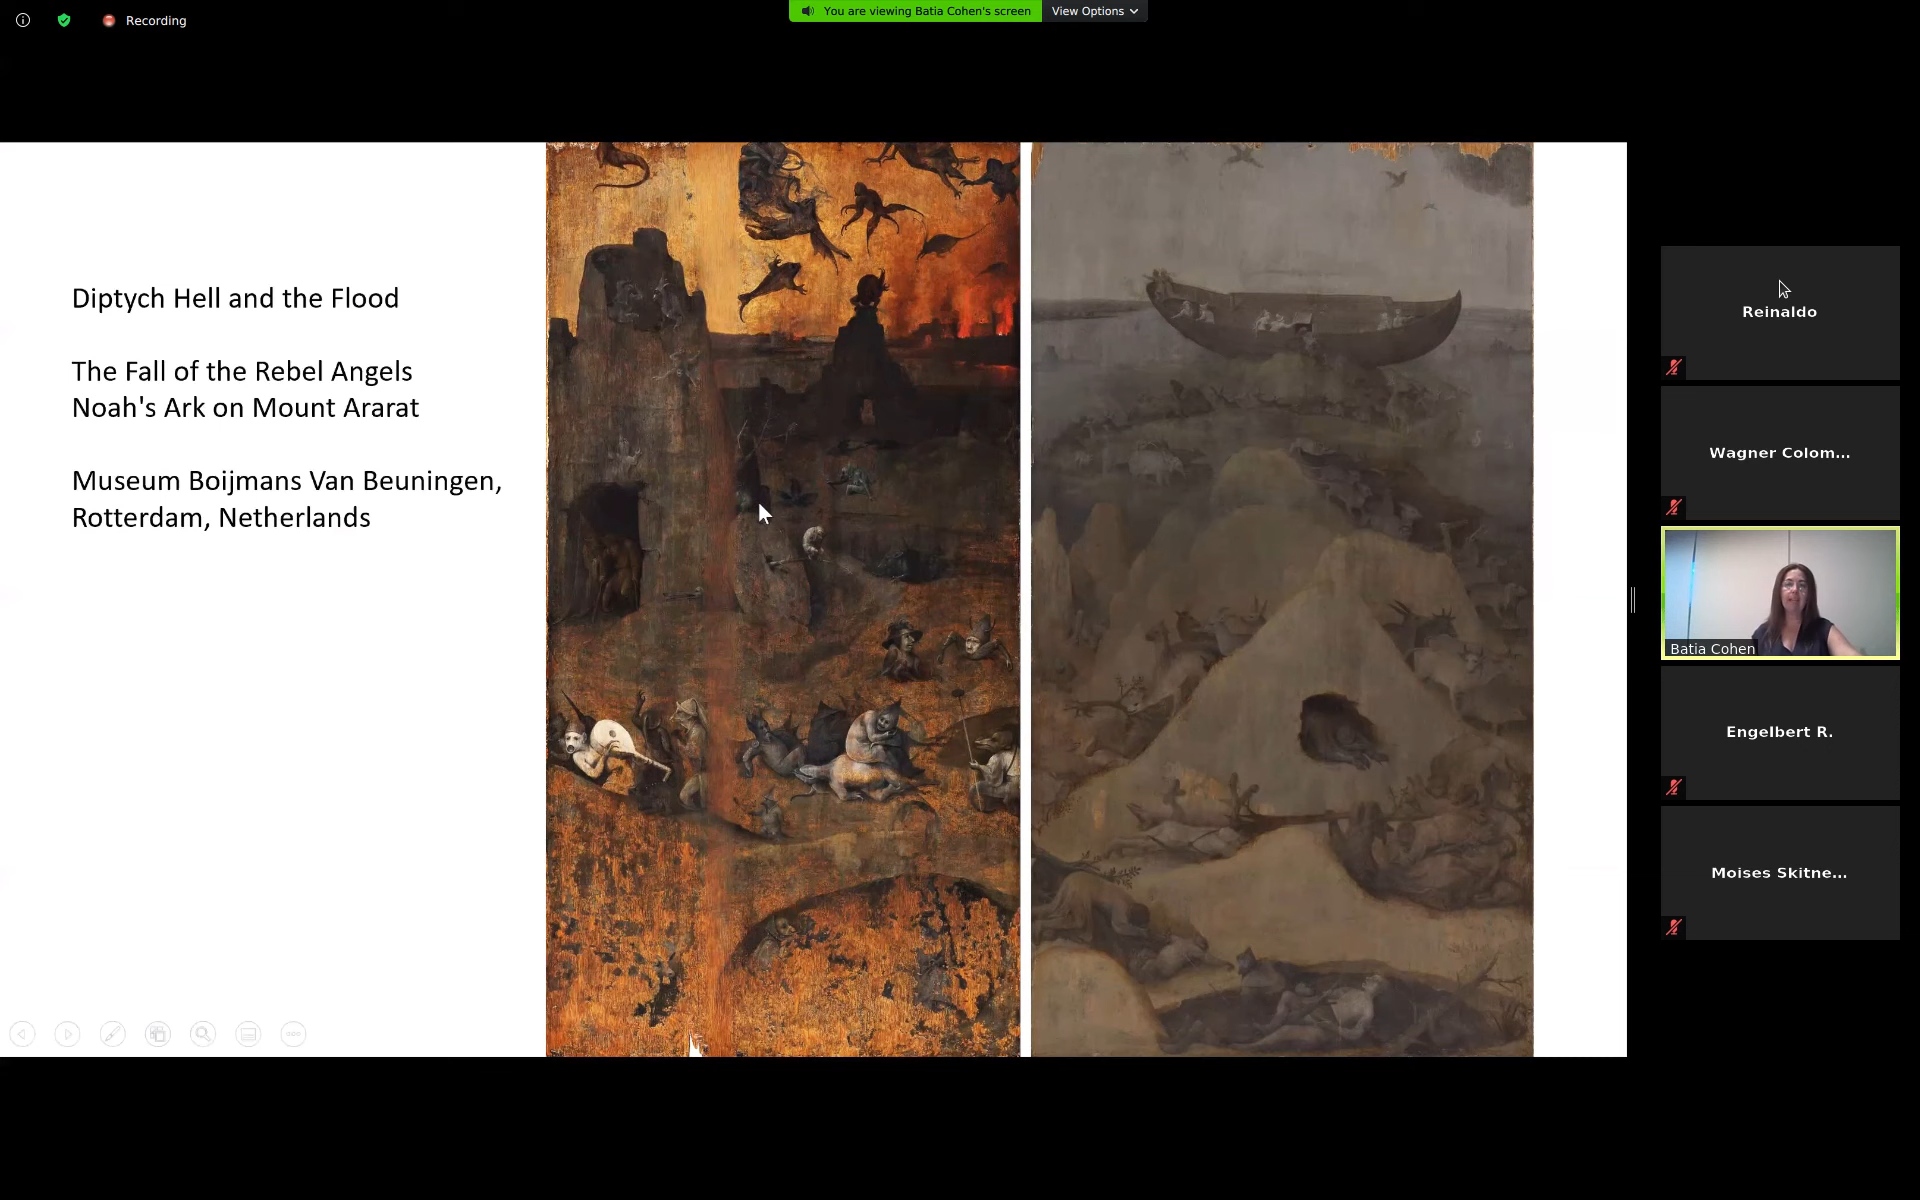 Recording
You are viewing Batia Cohen's screen
View Options
Diptych Hell and the Flood
The Fall of the Rebel Angels
Noah's Ark on Mount Ararat
Museum Boijmans Van Beuningen,
Rotterdam, Netherlands
Reinaldo
Wagner Colom...
Batia Cohen
Engelbert R.
Moises Skitne...